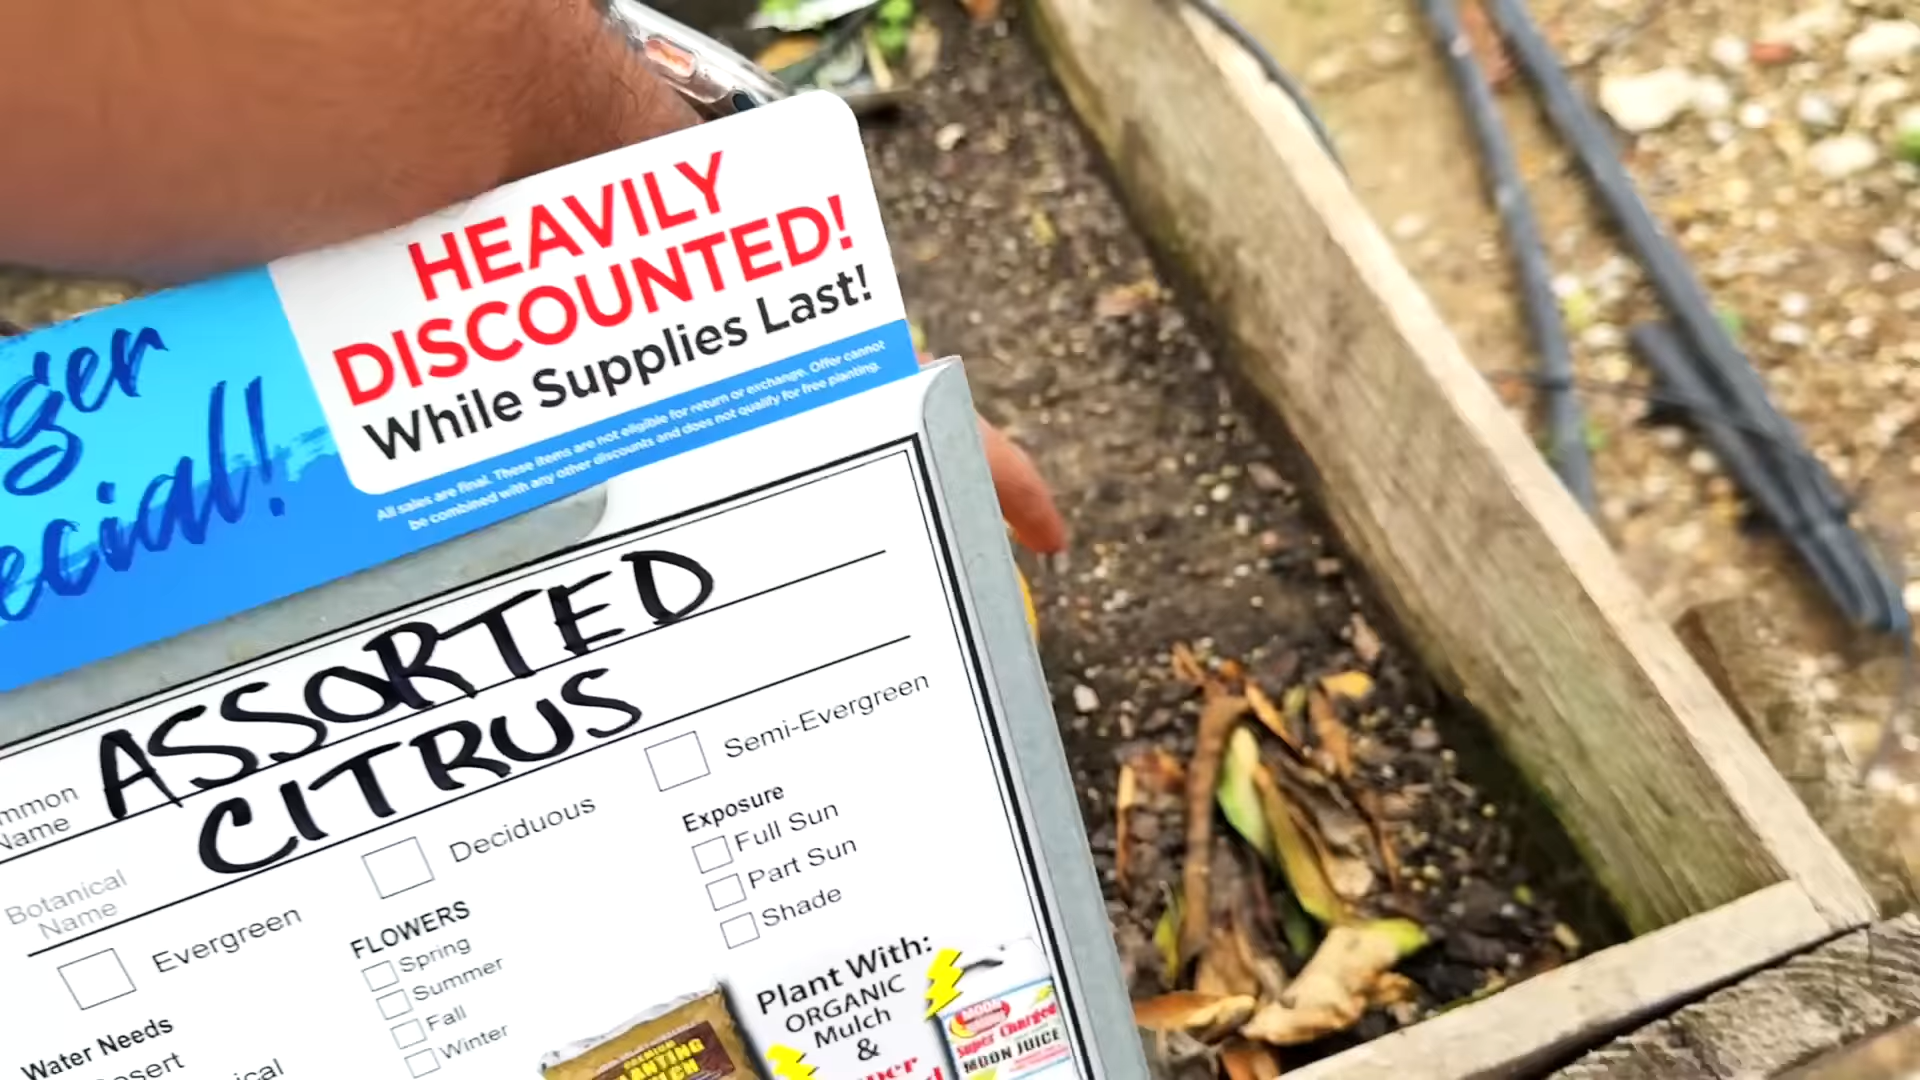 HEAVILY
DISCOUNTED!
While Supplies Last!
All sales are final. These items are not eligible for return or exchange. Offer cannot
be combined with any other discounts and does not qualify for free planting.
ASSORTED
CITRUS
Name
Botanical
Name
Evergreen
Deciduous
Semi-Evergreen
FLOWERS
Spring
Summer
Fall
Winter
Exposure
Full Sun
Part Sun
Shade
Water Needs
Plant With:
ORGANIC
Mulch
&
MOON
Super Charged
MOON JUICE